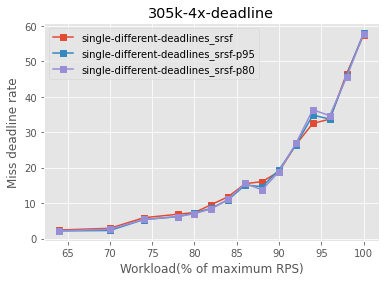 305k-4x-deadline
single-different-deadlines_srsf
single-different-deadlines_srsf-p95
single-different-deadlines_srsf-p80
Miss deadline rate
60
50
40
30
20
10
0
65 70 75 80 85 90 95 100
Workload(% of maximum RPS)